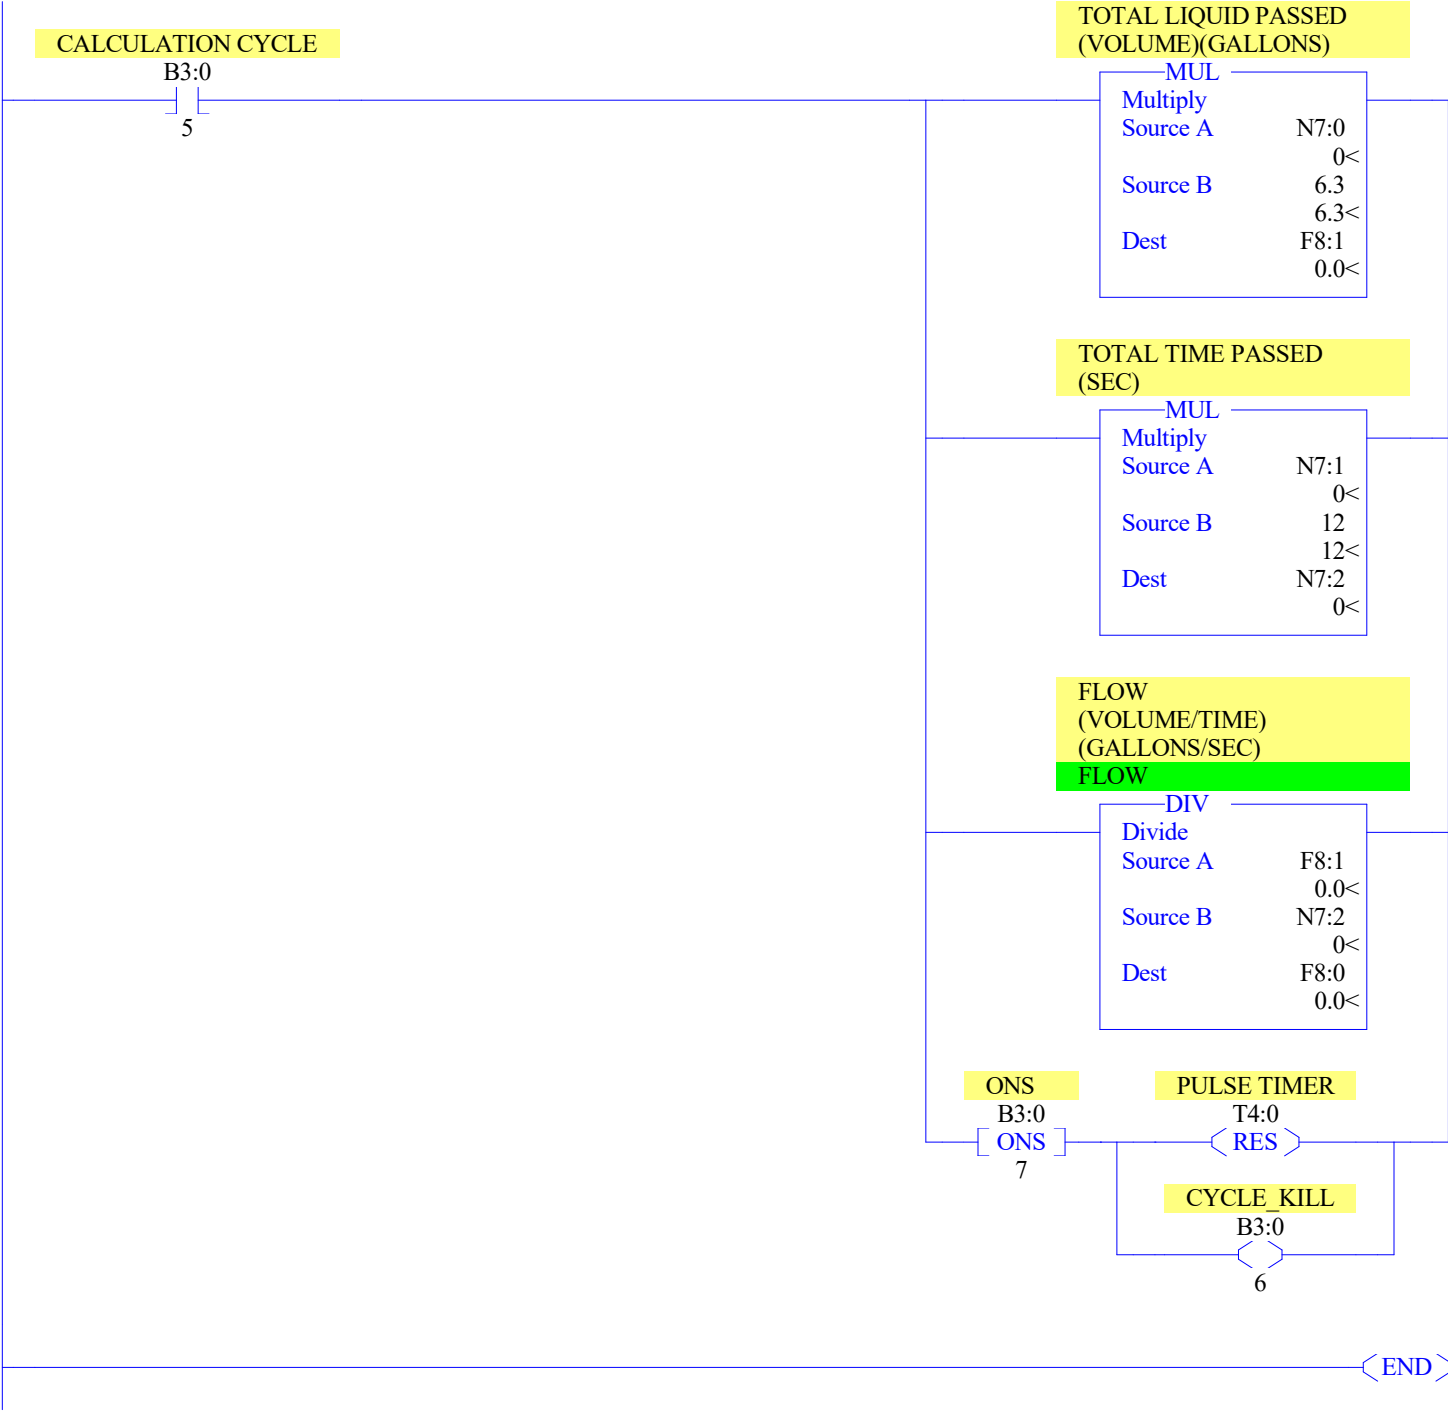 CALCULATION CYCLE
B3:0
5
TOTAL LIQUID PASSED
(VOLUME)(GALLONS)
MUL
Multiply
Source A N7:0
0<
Source B 6.3
6.3<
Dest F8:1
0.0<
TOTAL TIME PASSED
(SEC)
MUL
Multiply
Source A N7:1
0<
Source B 12
12<
Dest N7:2
0<
FLOW
(VOLUME/TIME)
(GALLONS/SEC)
FLOW
DIV
Divide
Source A F8:1
0.0<
Source B N7:2
0<
Dest F8:0
0.0<
ONS
B3:0
ONS
7
PULSE TIMER
T4:0
RES
CYCLE_KILL
B3:0
6
END